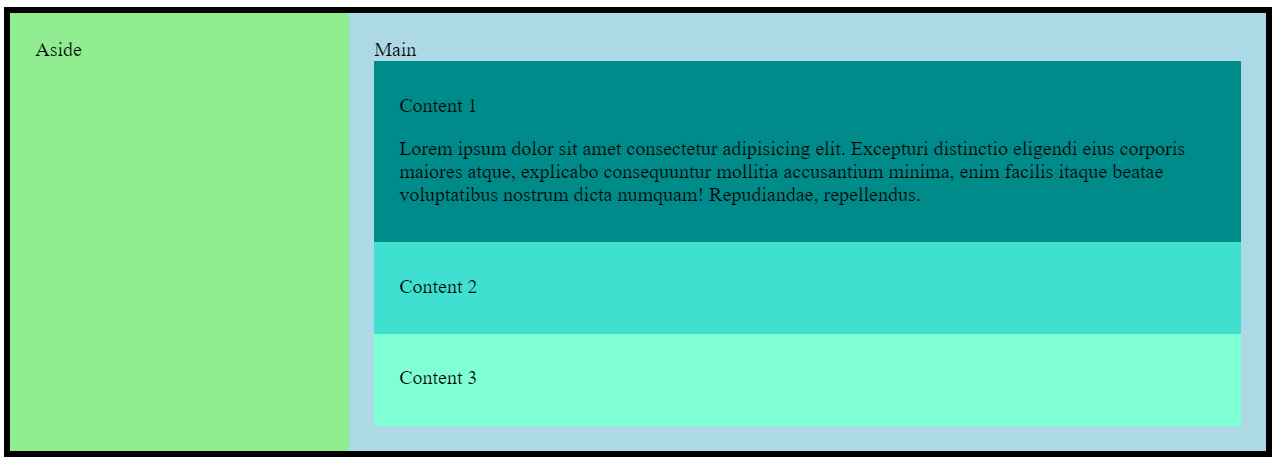 Aside
Main
Content 1
Lorem ipsum dolor sit amet consectetur adipisicing elit. Excepturi distinctio eligendi eius corporis
maiores atque, explicabo consequuntur mollitia accusantium minima, enim facilis itaque beatae
voluptatibus nostrum dicta numquam! Repudiandae, repellendus.
Content 2
Content 3